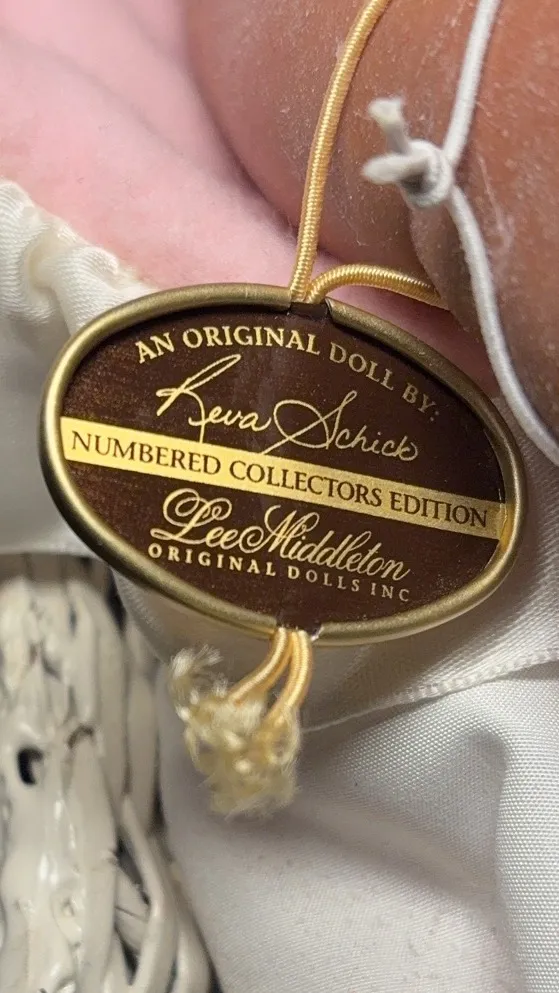 AN ORIGINAL DOLL BY:
Reva Schick
NUMBERED COLLECTORS EDITION
Lee Middleton
ORIGINAL DOLLS INC